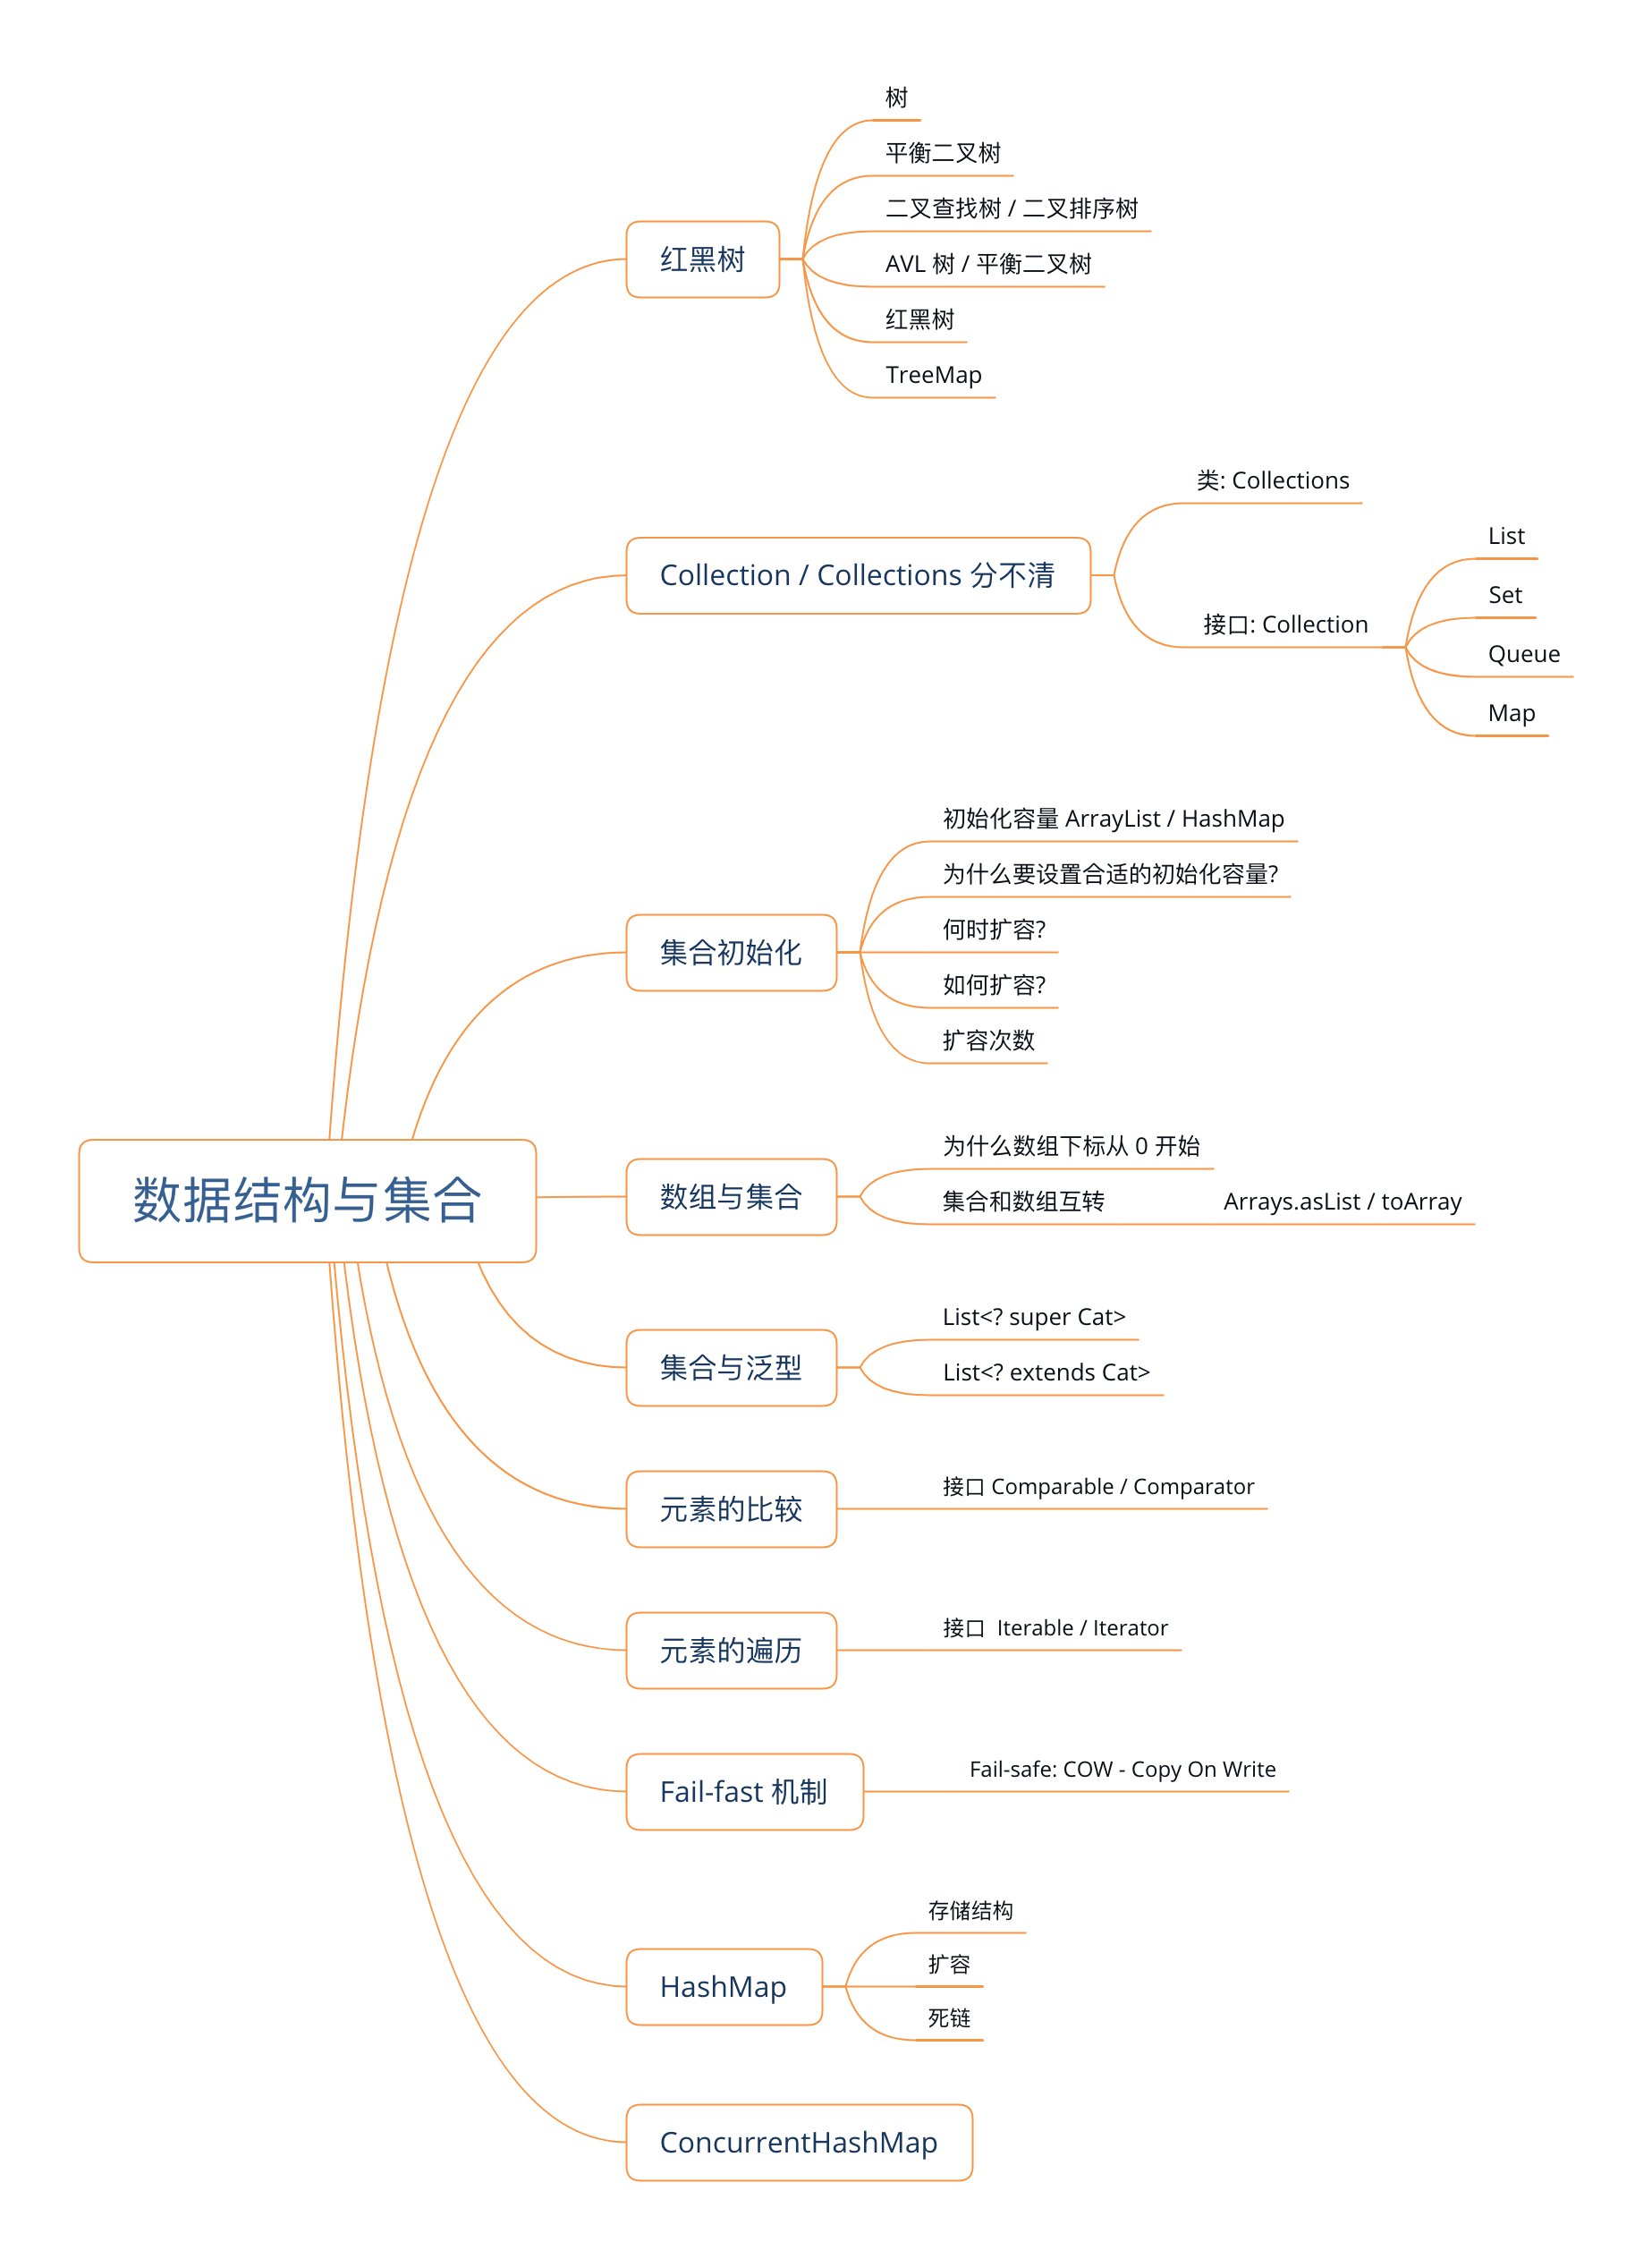 数据结构与集合
红黑树
树
平衡二叉树
二叉查找树 / 二叉排序树
AVL 树 / 平衡二叉树
红黑树
TreeMap
Collection / Collections 分不清
类: Collections
接口: Collection
List
Set
Queue
Map
集合初始化
初始化容量 ArrayList / HashMap
为什么要设置合适的初始化容量?
何时扩容?
如何扩容?
扩容次数
数组与集合
为什么数组下标从 0 开始
集合和数组互转
Arrays.asList / toArray
集合与泛型
List<? super Cat>
List<? extends Cat>
元素的比较
接口 Comparable / Comparator
元素的遍历
接口 Iterable / Iterator
Fail-fast 机制
Fail-safe: COW - Copy On Write
HashMap
存储结构
扩容
死链
ConcurrentHashMap